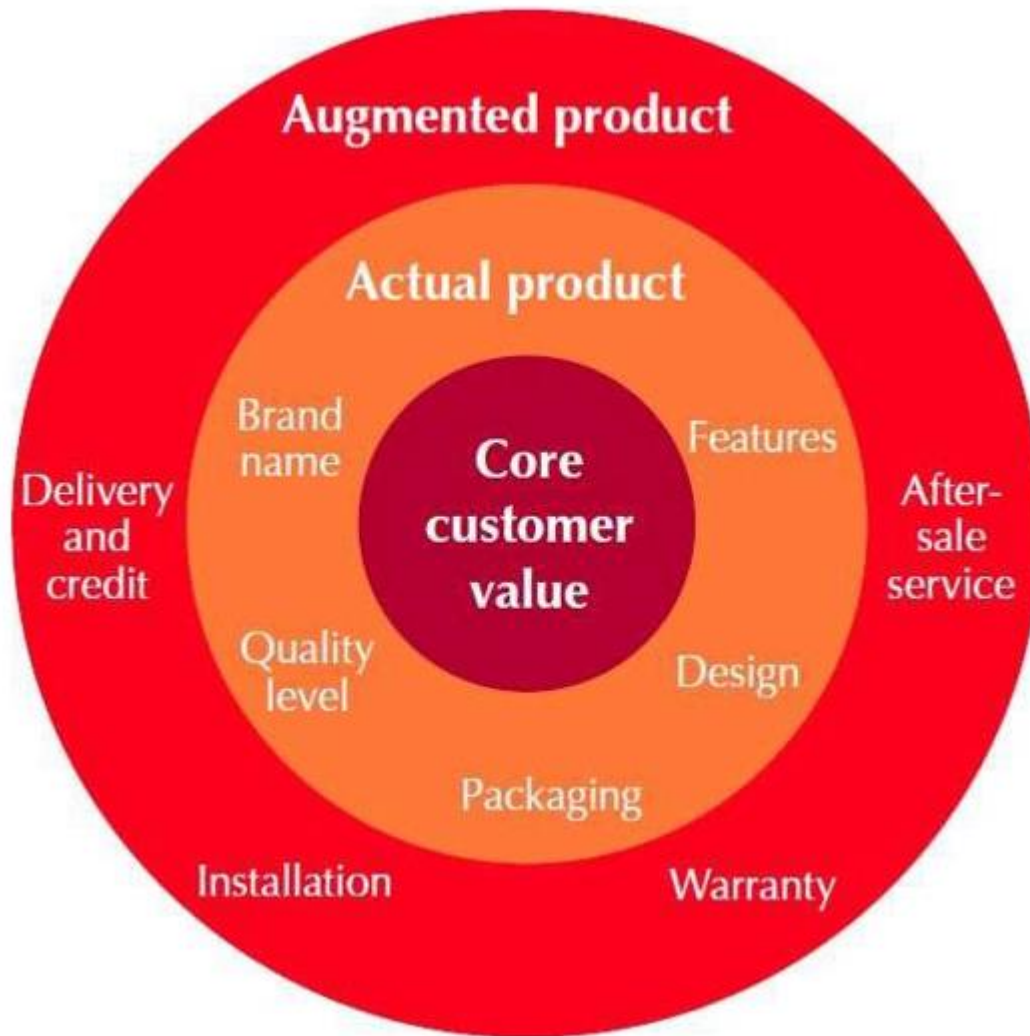 Augmented product
Actual product
Brand
name
Features
Core
customer
value
Delivery
and
credit
After-
sale
service
Quality
level
Design
Packaging
Installation
Warranty